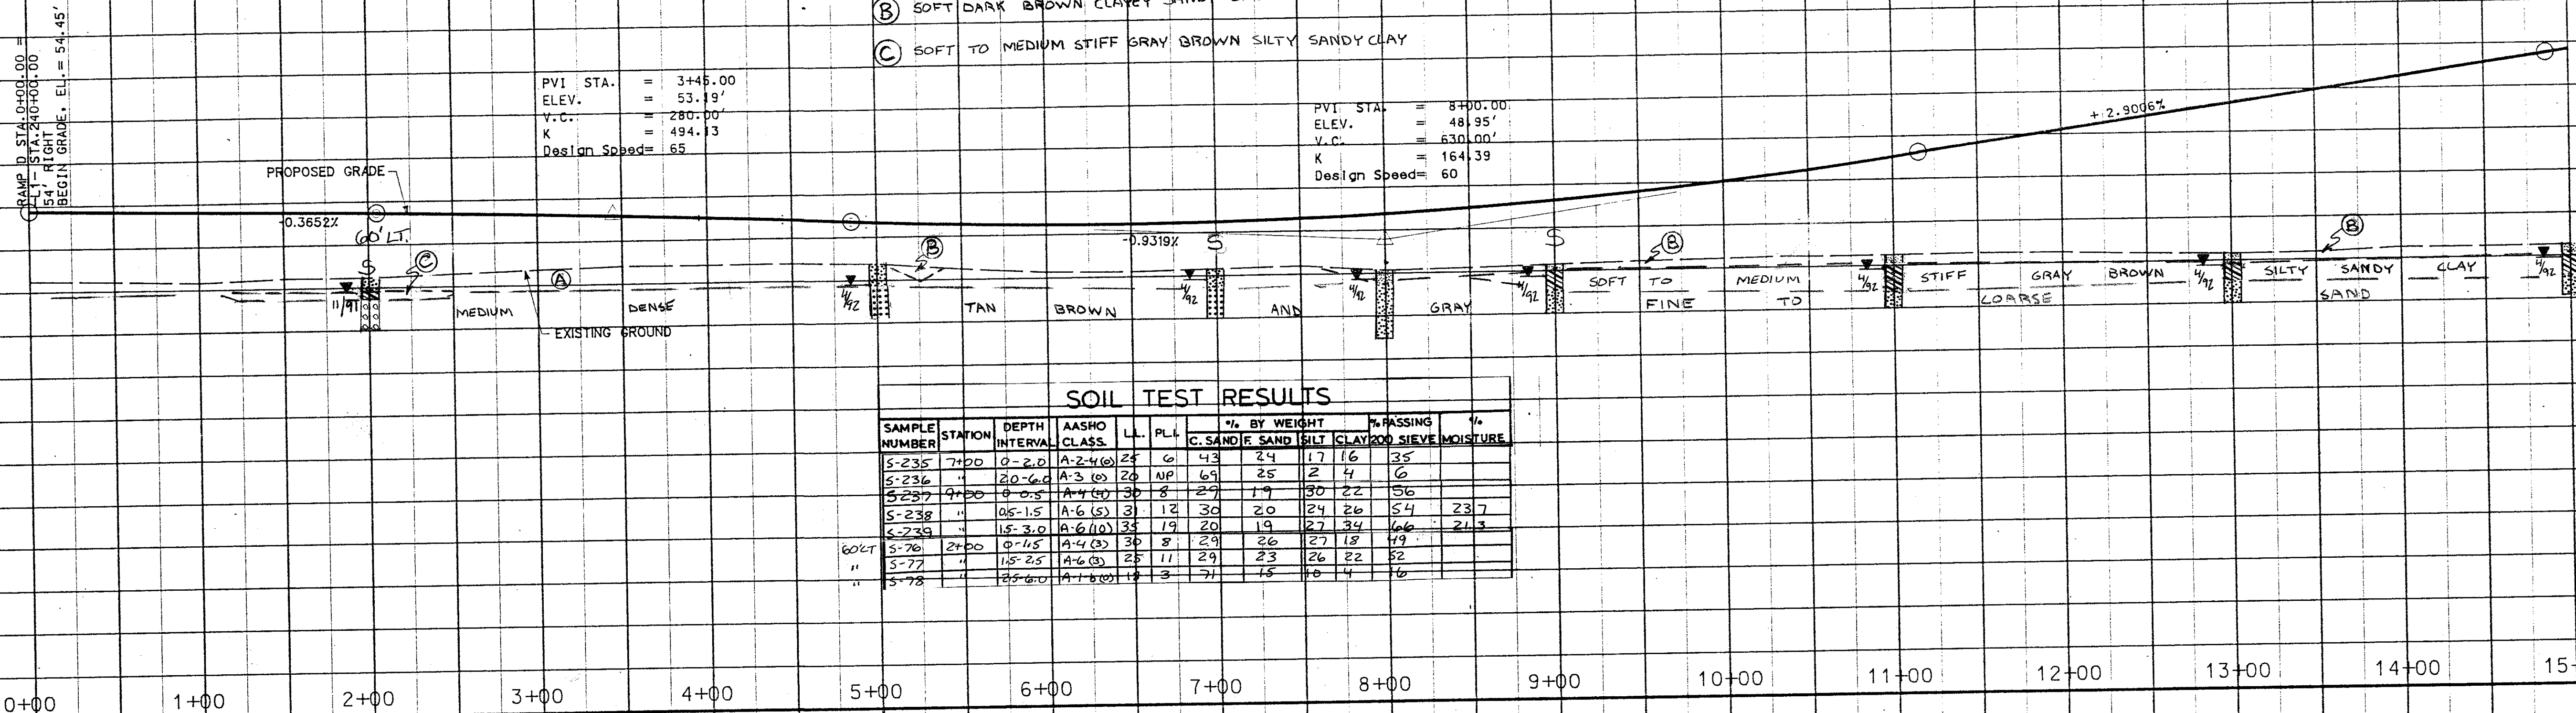 (B) SOFT DARK BROWN CLAYEY SANDY
(C) SOFT TO MEDIUM STIFF GRAY BROWN SILTY SANDY CLAY
RAMP D STA.0+00.00 =
L1- STA.240+00.00
54' RIGHT
BEGIN GRADE, EL.= 54.45'
PVI STA. = 3+45.00
ELEV. = 53.19'
V.C. = 280.00'
K = 494.13
Design Speed= 65
PVI STA. = 8+00.00
ELEV. = 48.95'
V.C. = 630.00'
K = 164.39
Design Speed= 60
+ 2.9006%
PROPOSED GRADE
-0.3652%
-0.9319%
60' LT.
S
S
S
C
A
B
B
B
11/91
4/92
4/92
4/92
4/92
4/92
4/92
4/92
SOFT TO MEDIUM STIFF GRAY BROWN SILTY SANDY CLAY
MEDIUM DENSE TAN BROWN AND GRAY FINE TO COARSE SAND
EXISTING GROUND
SOIL TEST RESULTS
SAMPLE NUMBER STATION DEPTH INTERVAL AASHO CLASS. L.L. P.L.I. % BY WEIGHT C. SAND F. SAND SILT CLAY % PASSING 200 SIEVE % MOISTURE
S-235 7+00 0-2.0 A-2-4(0) 25 6 43 24 17 16 35
S-236 " 2.0-6.0 A-3 (0) 20 NP 69 25 2 4 6
S-237 9+00 0-0.5 A-4(4) 30 8 29 19 30 22 56
S-238 " 0.5-1.5 A-6 (5) 31 12 30 20 24 26 54 23.7
S-239 " 1.5-3.0 A-6(10) 35 19 20 19 27 34 66 21.3
60'LT S-76 2+00 0-1.5 A-4(3) 30 8 29 26 27 18 49
" S-77 " 1.5-2.5 A-6(3) 25 11 29 23 26 22 52
" S-78 " 2.5-6.0 A-1-b(0) 3 71 15 10 4 16
0+00 1+00 2+00 3+00 4+00 5+00 6+00 7+00 8+00 9+00 10+00 11+00 12+00 13+00 14+00 15